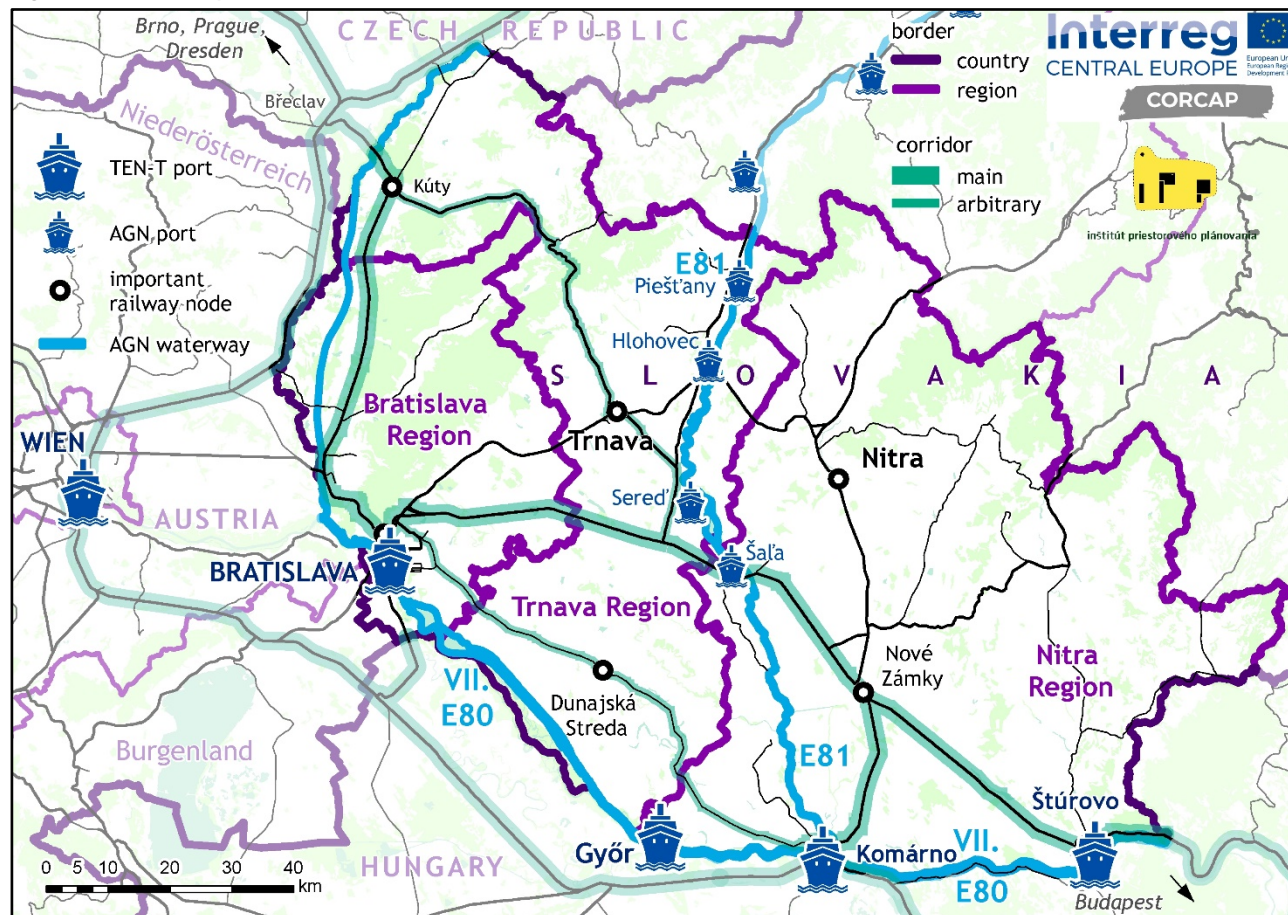 Brno, Prague,
Dresden
CZECH REPUBLIC
Břeclav
Niederösterreich
TEN-T port
AGN port
important
railway node
AGN waterway
border
country
region
corridor
main
arbitrary
Interreg
CENTRAL EUROPE
CORCAP
inštitút priestorového plánovania
Kúty
E81
Piešťany
Hlohovec
SLOVAKIA
Bratislava
Region
Trnava
Nitra
WIEN
Sereď
AUSTRIA
Šaľa
BRATISLAVA
Trnava Region
Nové
Zámky
Nitra
Region
VII.
E80
Dunajská
Streda
Burgenland
E81
Štúrovo
Győr
Komárno
VII.
E80
HUNGARY
Budapest
0 5 10 20 30 40
km